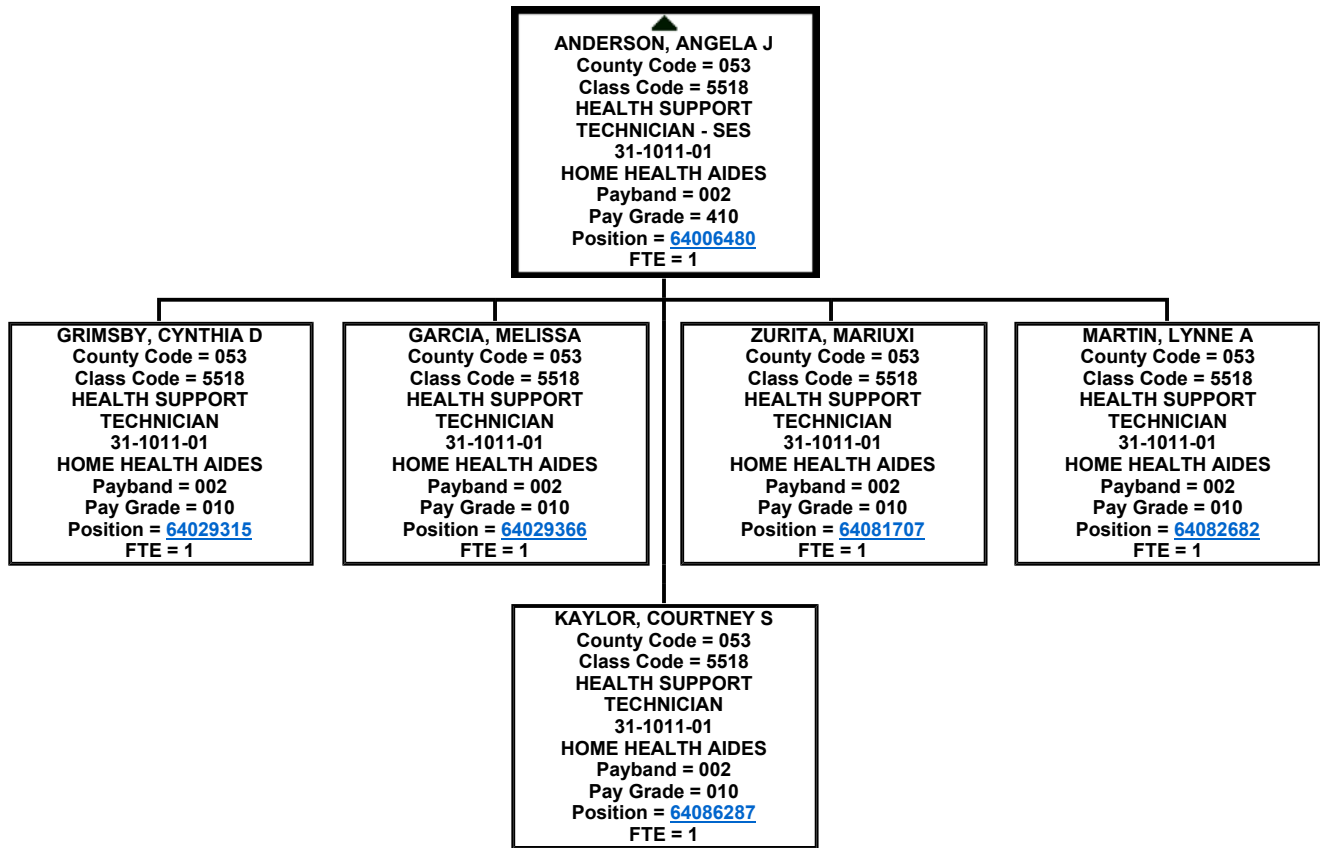 ANDERSON, ANGELA J
County Code = 053
Class Code = 5518
HEALTH SUPPORT
TECHNICIAN - SES
31-1011-01
HOME HEALTH AIDES
Payband = 002
Pay Grade = 410
Position = 64006480
FTE = 1
GRIMSBY, CYNTHIA D
County Code = 053
Class Code = 5518
HEALTH SUPPORT
TECHNICIAN
31-1011-01
HOME HEALTH AIDES
Payband = 002
Pay Grade = 010
Position = 64029315
FTE = 1
GARCIA, MELISSA
County Code = 053
Class Code = 5518
HEALTH SUPPORT
TECHNICIAN
31-1011-01
HOME HEALTH AIDES
Payband = 002
Pay Grade = 010
Position = 64029366
FTE = 1
ZURITA, MARIUXI
County Code = 053
Class Code = 5518
HEALTH SUPPORT
TECHNICIAN
31-1011-01
HOME HEALTH AIDES
Payband = 002
Pay Grade = 010
Position = 64081707
FTE = 1
MARTIN, LYNNE A
County Code = 053
Class Code = 5518
HEALTH SUPPORT
TECHNICIAN
31-1011-01
HOME HEALTH AIDES
Payband = 002
Pay Grade = 010
Position = 64082682
FTE = 1
KAYLOR, COURTNEY S
County Code = 053
Class Code = 5518
HEALTH SUPPORT
TECHNICIAN
31-1011-01
HOME HEALTH AIDES
Payband = 002
Pay Grade = 010
Position = 64086287
FTE = 1